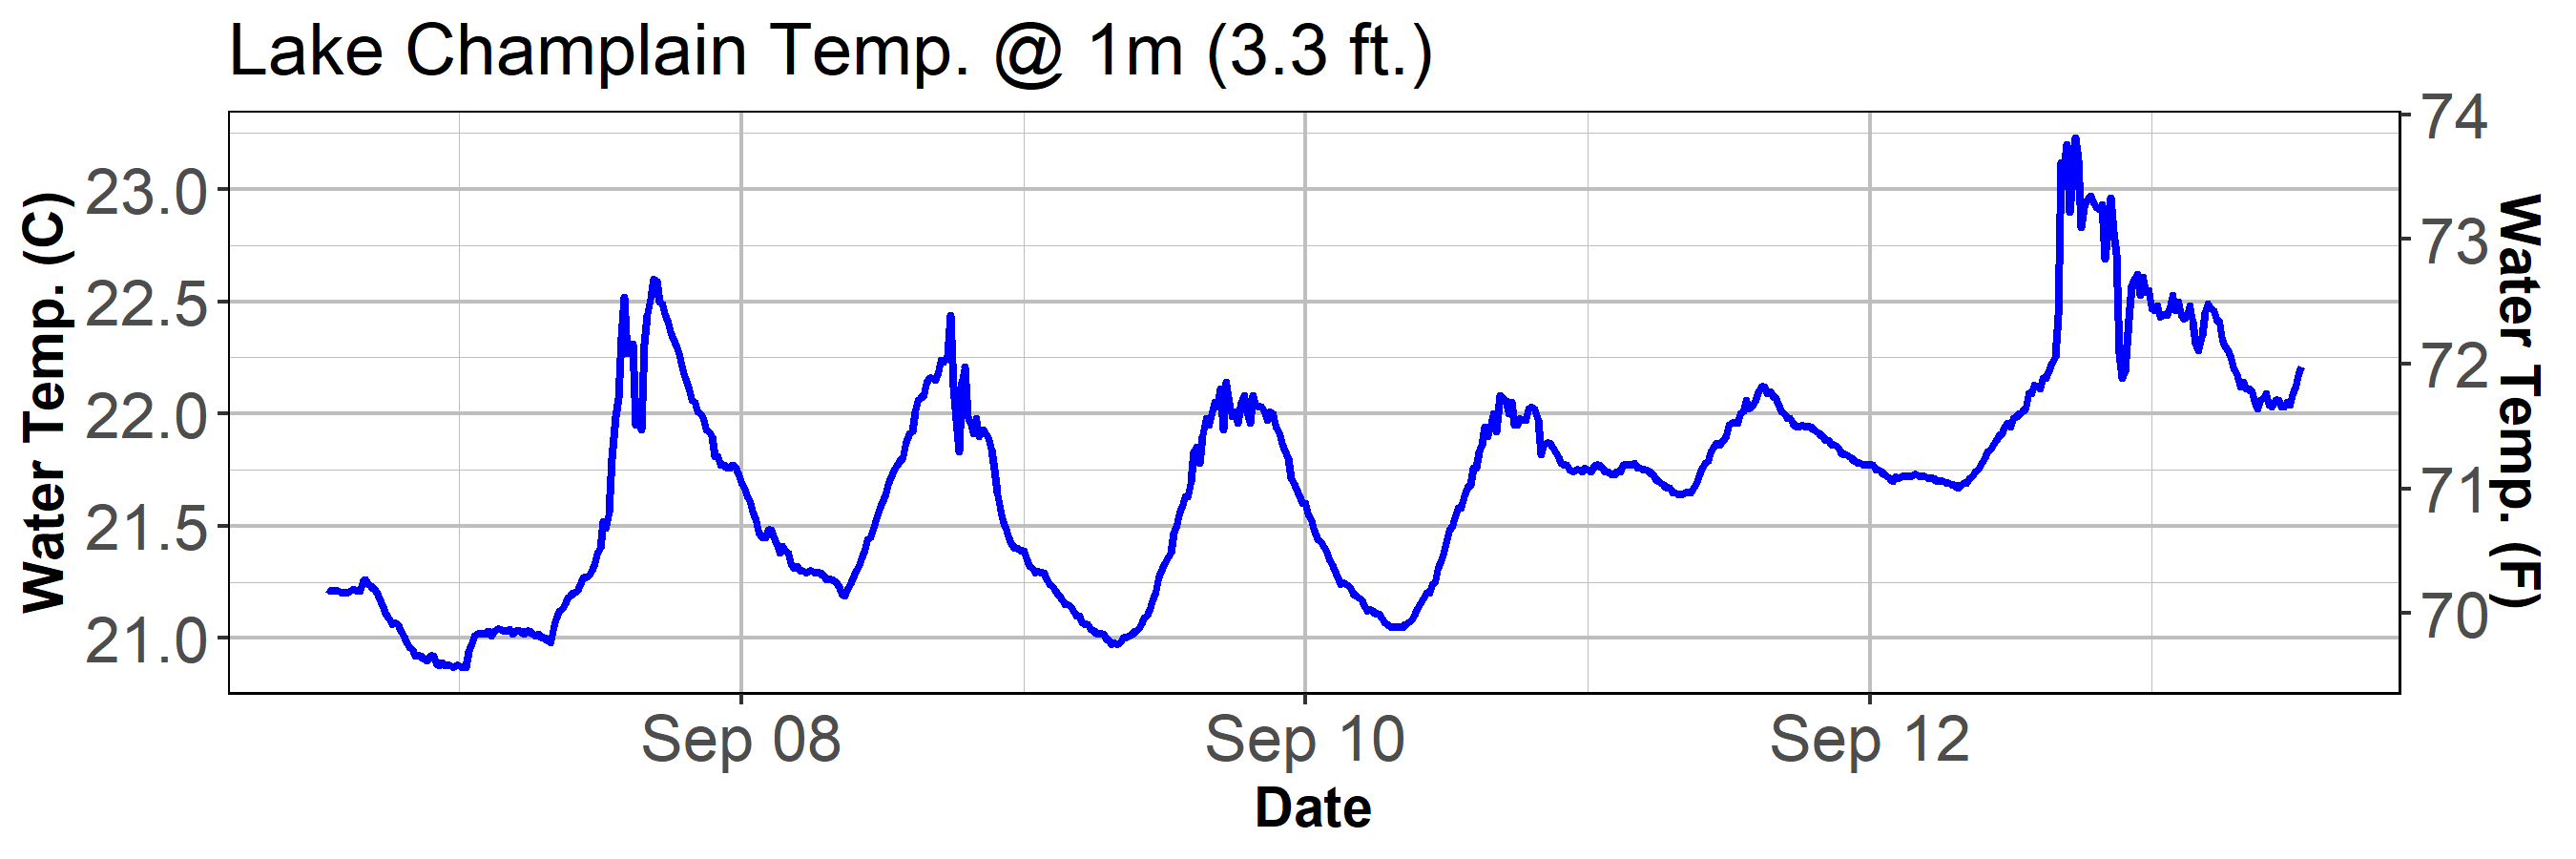 Lake Champlain Temp. @ 1m (3.3 ft.)
Water Temp. (C)
23.0
22.5
22.0
21.5
21.0
74
73
72
71
70
Water Temp. (F)
Sep 08
Sep 10
Sep 12
Date